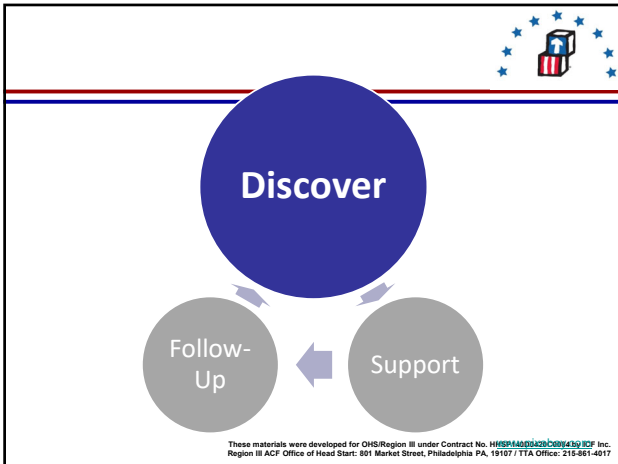 Discover
Follow-
Up
Support
These materials were developed for OHS/Region III under Contract No. Inc.
Region III ACF Office of Head Start: 801 Market Street, Philadelphia PA, 19107 / TTA Office: 215-861-4017